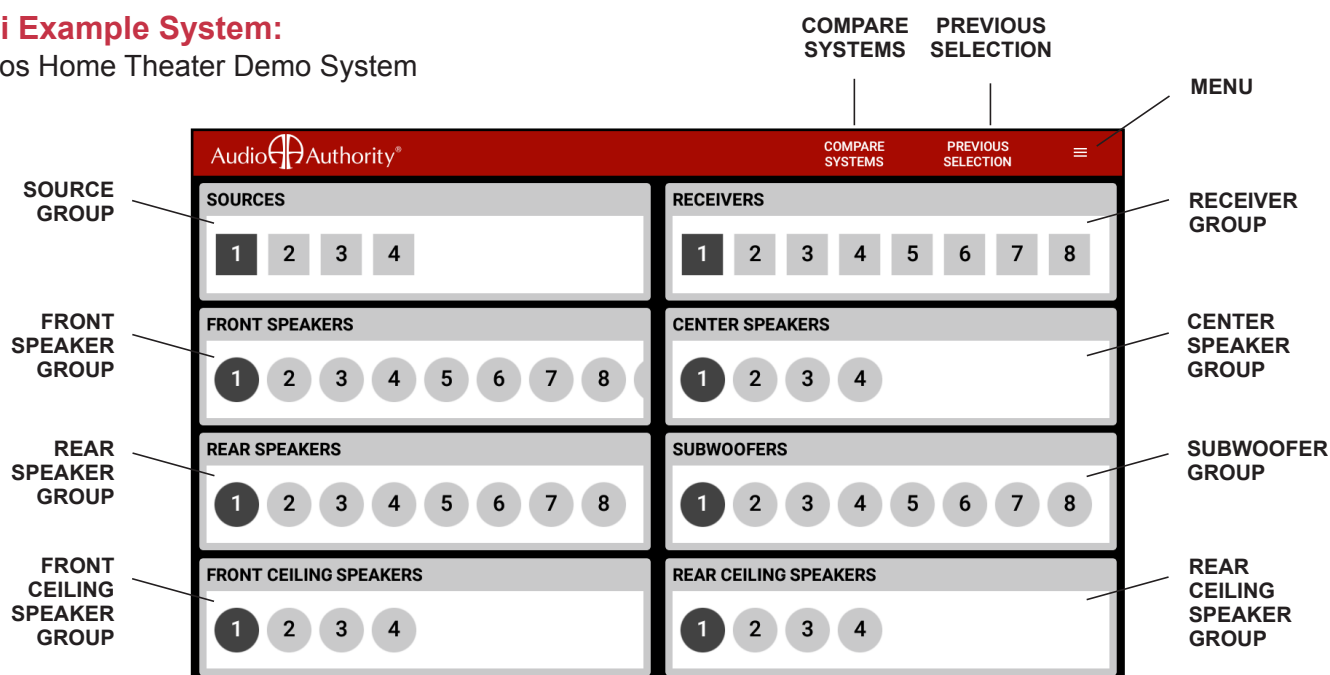 i Example System:
os Home Theater Demo System
COMPARE
SYSTEMS
PREVIOUS
SELECTION
MENU
Audio Authority®
COMPARE
SYSTEMS
PREVIOUS
SELECTION
SOURCE
GROUP
SOURCES
1 2 3 4
RECEIVERS
1 2 3 4 5 6 7 8
RECEIVER
GROUP
FRONT
SPEAKER
GROUP
FRONT SPEAKERS
1 2 3 4 5 6 7 8
CENTER SPEAKERS
1 2 3 4
CENTER
SPEAKER
GROUP
REAR
SPEAKER
GROUP
REAR SPEAKERS
1 2 3 4 5 6 7 8
SUBWOOFERS
1 2 3 4 5 6 7 8
SUBWOOFER
GROUP
FRONT
CEILING
SPEAKER
GROUP
FRONT CEILING SPEAKERS
1 2 3 4
REAR CEILING SPEAKERS
1 2 3 4
REAR
CEILING
SPEAKER
GROUP